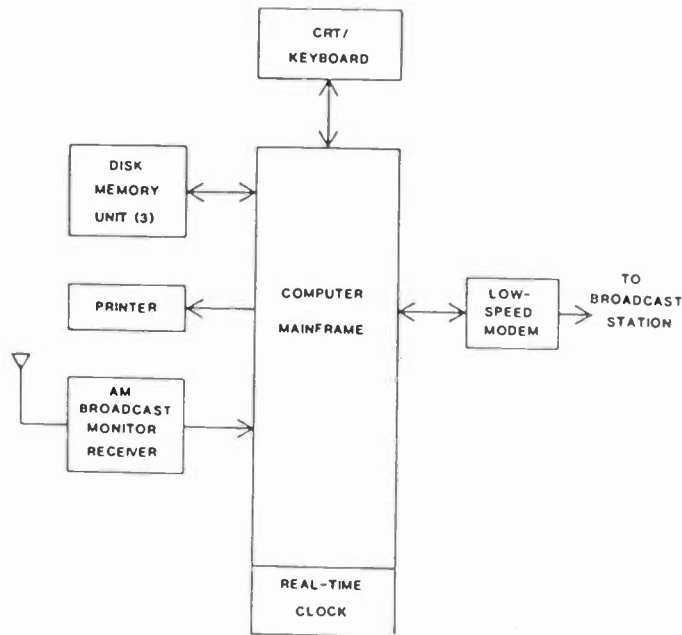 CRT/
KEYBOARD
DISK
MEMORY
UNIT (3)
PRINTER
AM
BROADCAST
MONITOR
RECEIVER
COMPUTER
MAINFRAME
LOW-
SPEED
MODEM
TO
BROADCAST
STATION
REAL-TIME
CLOCK